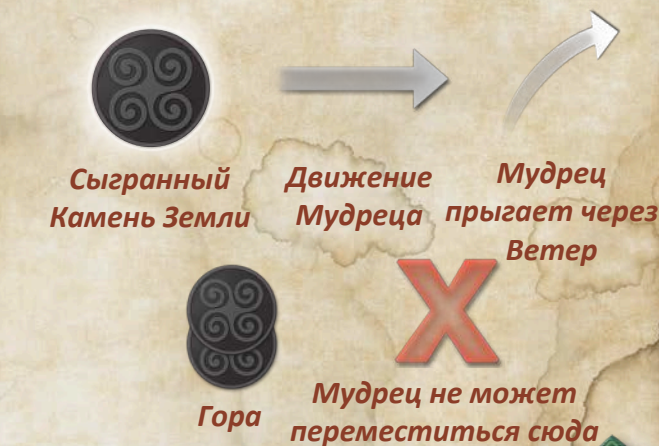 Сыгранный
Камень Земли
Движение
Мудреца
Мудрец
прыгает через
Ветер
Гора
Мудрец не может
переместиться сюда